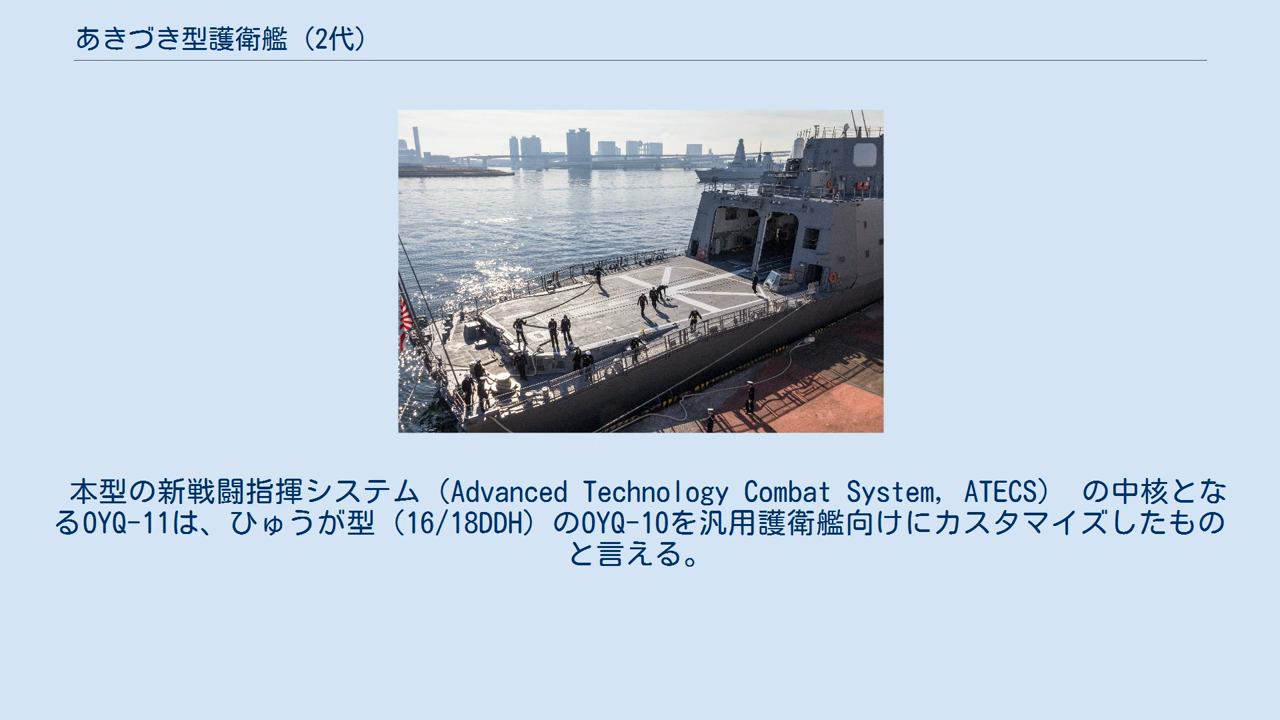 あきづき型護衛艦（2代）
本型の新戦闘指揮システム（Advanced Technology Combat System, ATECS） の中核とな
るOYQ-11は、ひゅうが型（16/18DDH）のOYQ-10を汎用護衛艦向けにカスタマイズしたもの
と言える。